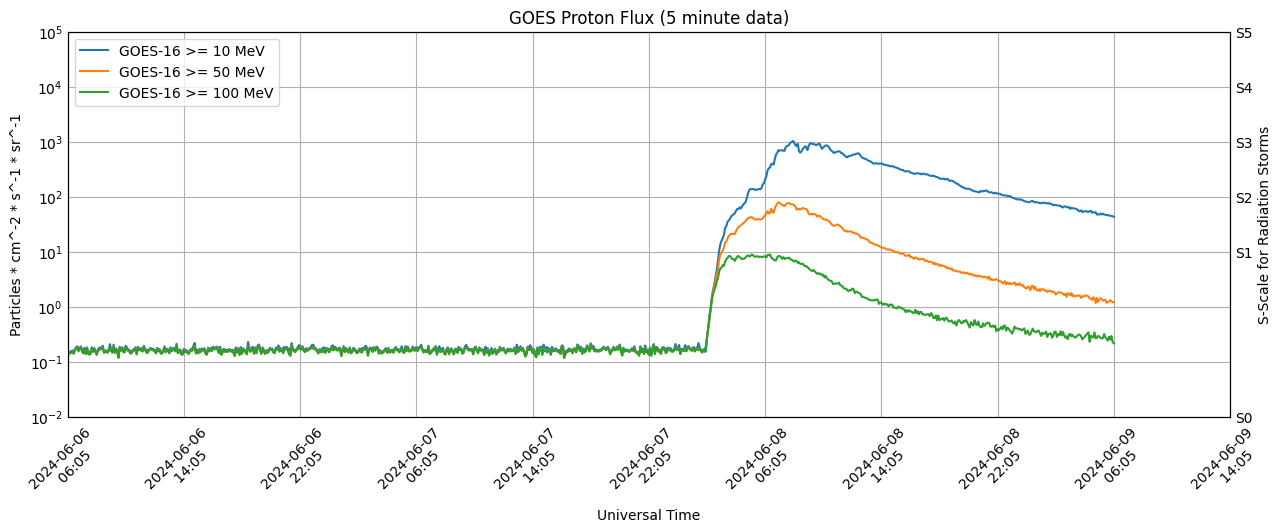 GOES Proton Flux (5 minute data)
GOES-16 >= 10 MeV
GOES-16 >= 50 MeV
GOES-16 >= 100 MeV
Particles * cm^-2 * s^-1 * sr^-1
10^5
10^4
10^3
10^2
10^1
10^0
10^-1
10^-2
S5
S4
S3
S2
S1
S0
S-Scale for Radiation Storms
2024-06-06
06:05
2024-06-06
14:05
2024-06-06
22:05
2024-06-07
06:05
2024-06-07
14:05
2024-06-07
22:05
2024-06-08
06:05
2024-06-08
14:05
2024-06-08
22:05
2024-06-09
06:05
2024-06-09
14:05
Universal Time